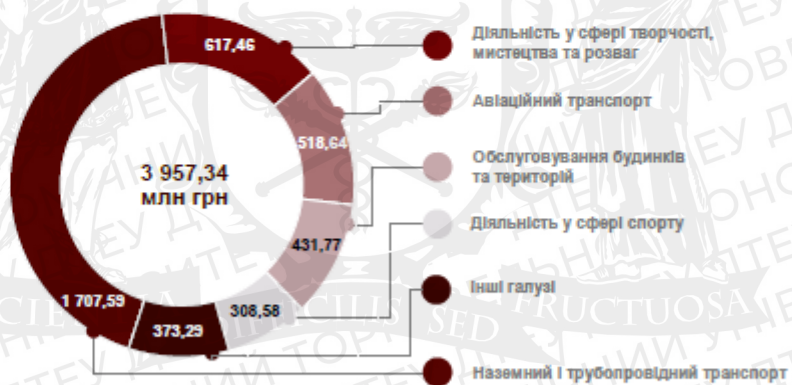 617,46
518,64
431,77
308,58
373,29
1 707,59
3 957,34
млн грн
Діяльність у сфері творчості,
мистецтва та розваг
Авіаційний транспорт
Обслуговування будинків
та територій
Діяльність у сфері спорту
Інші галузі
Наземний і трубопровідний транспорт
SED
FRUCTUOSA